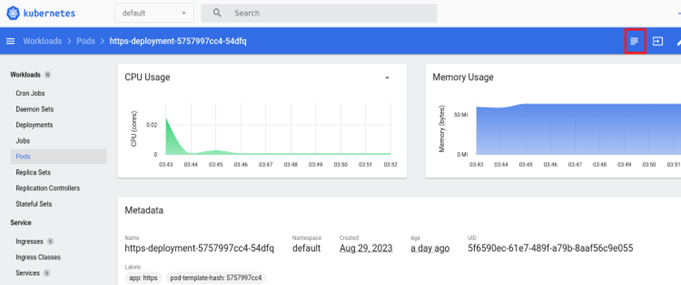 kubernetes
default
Search
Workloads > Pods > https-deployment-5757997cc4-54dfq
Workloads N
Cron Jobs
Daemon Sets
Deployments
Jobs
Pods
Replica Sets
Replication Controllers
Stateful Sets
Service
Ingresses N
Ingress Classes
Services N
CPU Usage
CPU (cores)
0.02
0
03:43 03:44 03:45 03:46 03:47 03:48 03:49 03:50 03:51 03:52
Memory Usage
Memory (bytes)
50 Mi
0 Mi
03:43 03:44 03:45 03:46 03:47 03:48 03:49 03:50 03:51
Metadata
Name
https-deployment-5757997cc4-54dfq
Namespace
default
Created
Aug 29, 2023
Age
a day ago
UID
5f6590ec-61e7-489f-a79b-8aaf56c9e055
Labels
app: https
pod-template-hash: 5757997cc4